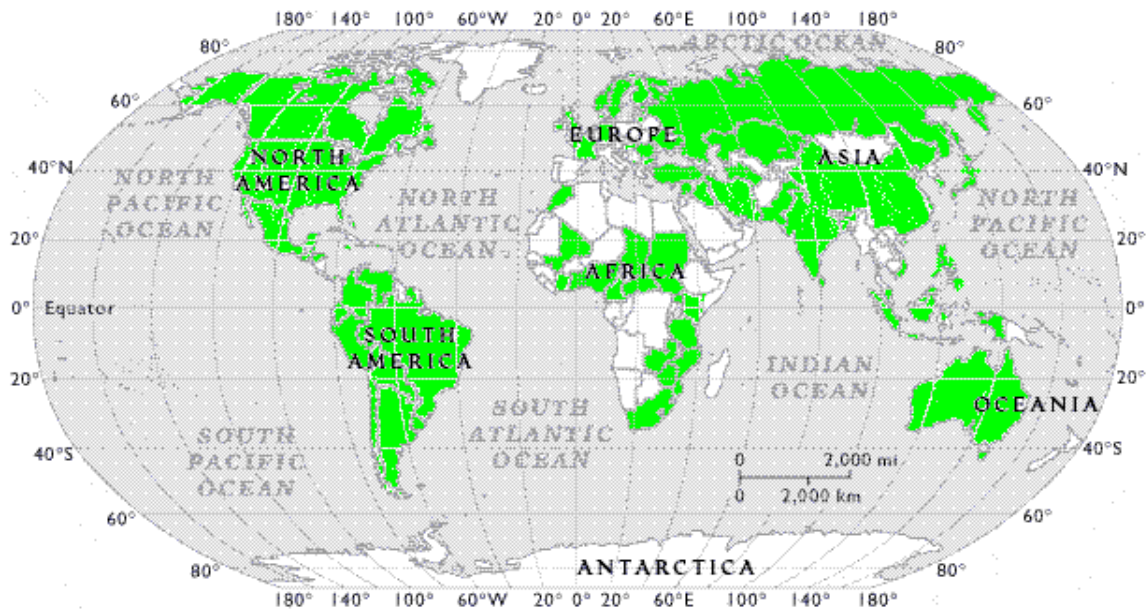 180° 140° 100° 60°W 20° 0° 20° 60°E 100° 140° 180°
80° ARCTIC OCEAN 80°
60° 60°
EUROPE
NORTH
AMERICA
ASIA
40°N 40°N
NORTH
PACIFIC
OCEAN
NORTH
ATLANTIC
OCEAN
NORTH
PACIFIC
OCEAN
20° 20°
AFRICA
0° Equator 0°
SOUTH
AMERICA
INDIAN
OCEAN
20° 20°
OCEANIA
SOUTH
PACIFIC
OCEAN
SOUTH
ATLANTIC
OCEAN
40°S 40°S
0 2,000 mi
0 2,000 km
60° 60°
ANTARCTICA
80° 80°
180° 140° 100° 60°W 20° 0° 20° 60°E 100° 140° 180°